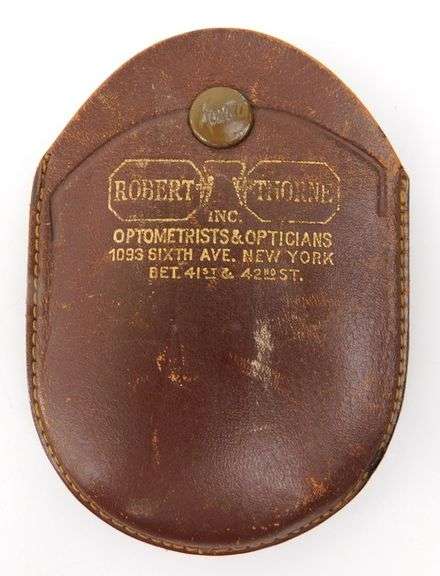 ROBERT THORNE
INC.
OPTOMETRISTS & OPTICIANS
1093 SIXTH AVE. NEW YORK
BET. 41ST & 42ND ST.